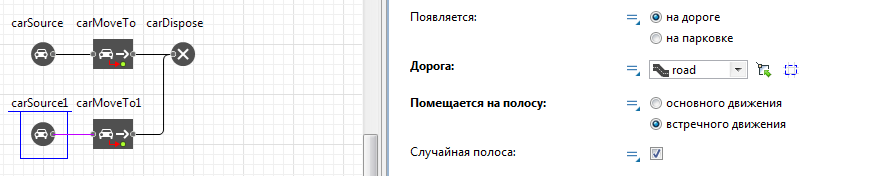 carSource carMoveTo carDispose
carSource1 carMoveTo1
Появляется:
на дороге
на парковке
Дорога:
road
Помещается на полосу:
основного движения
встречного движения
Случайная полоса: